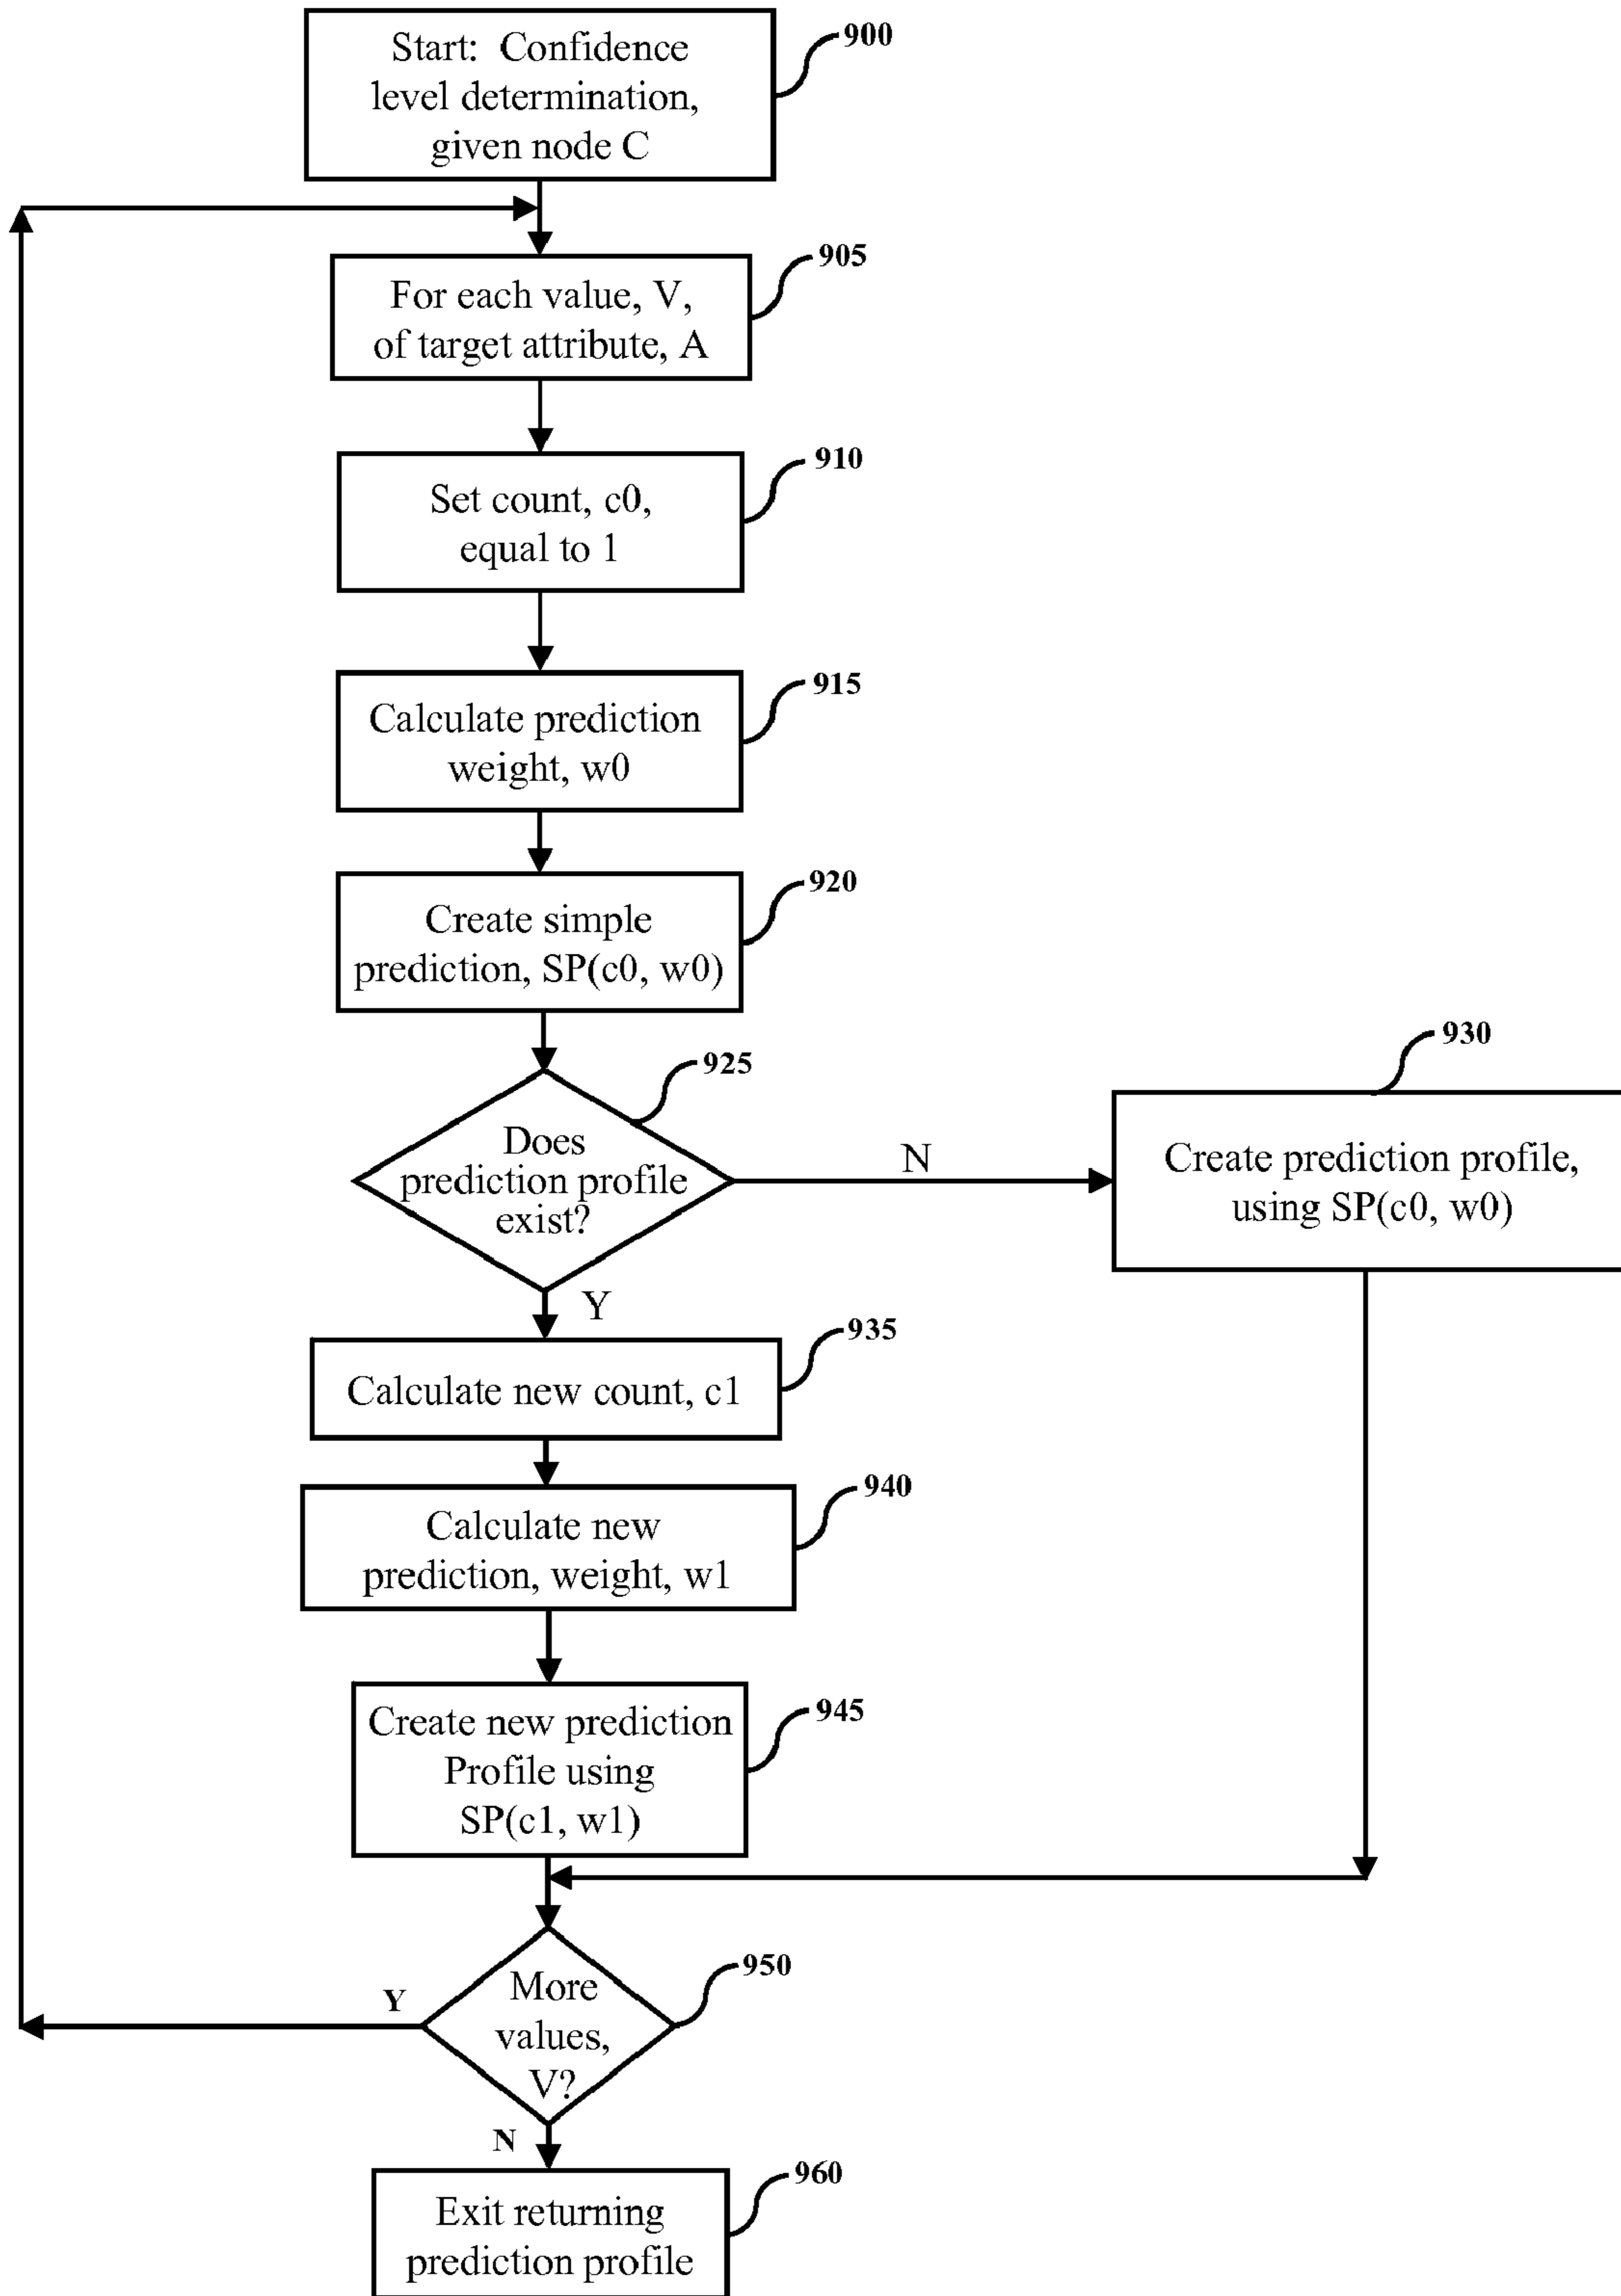 Start: Confidence
level determination,
given node C
900
For each value, V,
of target attribute, A
905
Set count, c0,
equal to 1
910
Calculate prediction
weight, w0
915
Create simple
prediction, SP(c0, w0)
920
Does
prediction profile
exist?
925
N
Create prediction profile,
using SP(c0, w0)
930
Y
Calculate new count, c1
935
Calculate new
prediction, weight, w1
940
Create new prediction
Profile using
SP(c1, w1)
945
More
values,
V?
950
Y
N
Exit returning
prediction profile
960